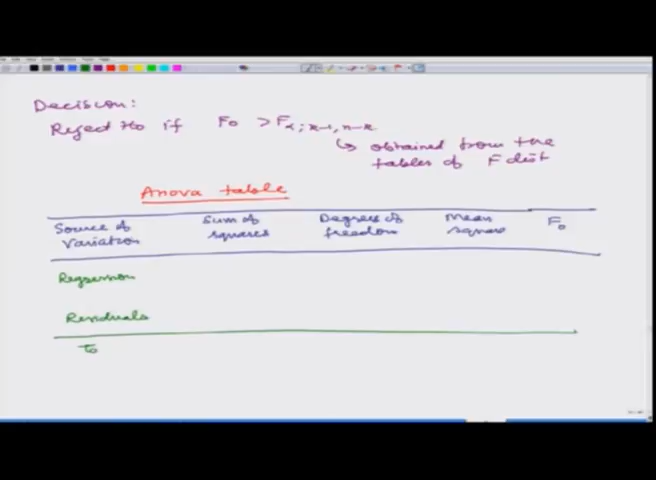 Decision:
Reject H0 if F0 > Fα; k-1, n-k
↳ obtained from the
tables of F dist
Anova table
Source of variation Sum of squares Degrees of freedom Mean square F0
Regression
Residuals
To